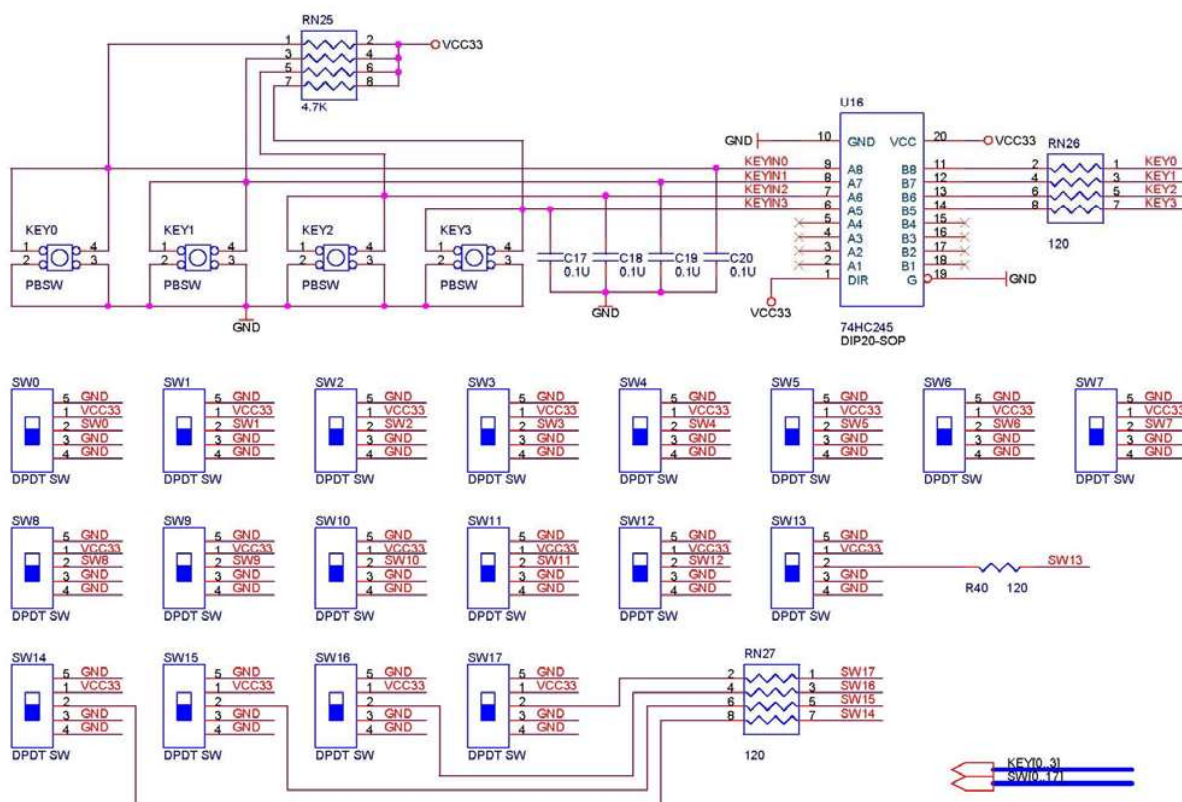 RN25
1 2 VCC33
3 4
5 6
7 8
4.7K
U16
GND 10 GND VCC 20 VCC33
RN26
KEYIN0 9 A8 B8 11 2 1 KEY0
KEYIN1 8 A7 B7 12 4 3 KEY1
KEYIN2 7 A6 B6 13 6 5 KEY2
KEYIN3 6 A5 B5 14 8 7 KEY3
5 A4 B4 15
4 A3 B3 16
3 A2 B2 17
2 A1 B1 18
1 DIR G 19 GND
120
VCC33
74HC245
DIP20-SOP
KEY0 KEY1 KEY2 KEY3
1 4 1 4 1 4 1 4
2 3 2 3 2 3 2 3
PBSW PBSW PBSW PBSW
C17 C18 C19 C20
0.1U 0.1U 0.1U 0.1U
GND GND
SW0 SW1 SW2 SW3 SW4 SW5 SW6 SW7
5 GND 5 GND 5 GND 5 GND 5 GND 5 GND 5 GND 5 GND
1 VCC33 1 VCC33 1 VCC33 1 VCC33 1 VCC33 1 VCC33 1 VCC33 1 VCC33
2 SW0 2 SW1 2 SW2 2 SW3 2 SW4 2 SW5 2 SW6 2 SW7
3 GND 3 GND 3 GND 3 GND 3 GND 3 GND 3 GND 3 GND
4 GND 4 GND 4 GND 4 GND 4 GND 4 GND 4 GND 4 GND
DPDT SW DPDT SW DPDT SW DPDT SW DPDT SW DPDT SW DPDT SW DPDT SW
SW8 SW9 SW10 SW11 SW12 SW13
5 GND 5 GND 5 GND 5 GND 5 GND 5 GND
1 VCC33 1 VCC33 1 VCC33 1 VCC33 1 VCC33 1 VCC33
2 SW8 2 SW9 2 SW10 2 SW11 2 SW12 2 SW13
3 GND 3 GND 3 GND 3 GND 3 GND 3 GND
4 GND 4 GND 4 GND 4 GND 4 GND 4 GND
R40 120
DPDT SW DPDT SW DPDT SW DPDT SW DPDT SW DPDT SW
SW14 SW15 SW16 SW17 RN27
5 GND 5 GND 5 GND 5 GND 2 1 SW17
1 VCC33 1 VCC33 1 VCC33 1 VCC33 4 3 SW16
2 2 2 2 6 5 SW15
3 GND 3 GND 3 GND 3 GND 8 7 SW14
4 GND 4 GND 4 GND 4 GND
DPDT SW DPDT SW DPDT SW DPDT SW 120
KEY[0..3]
SW[0..17]